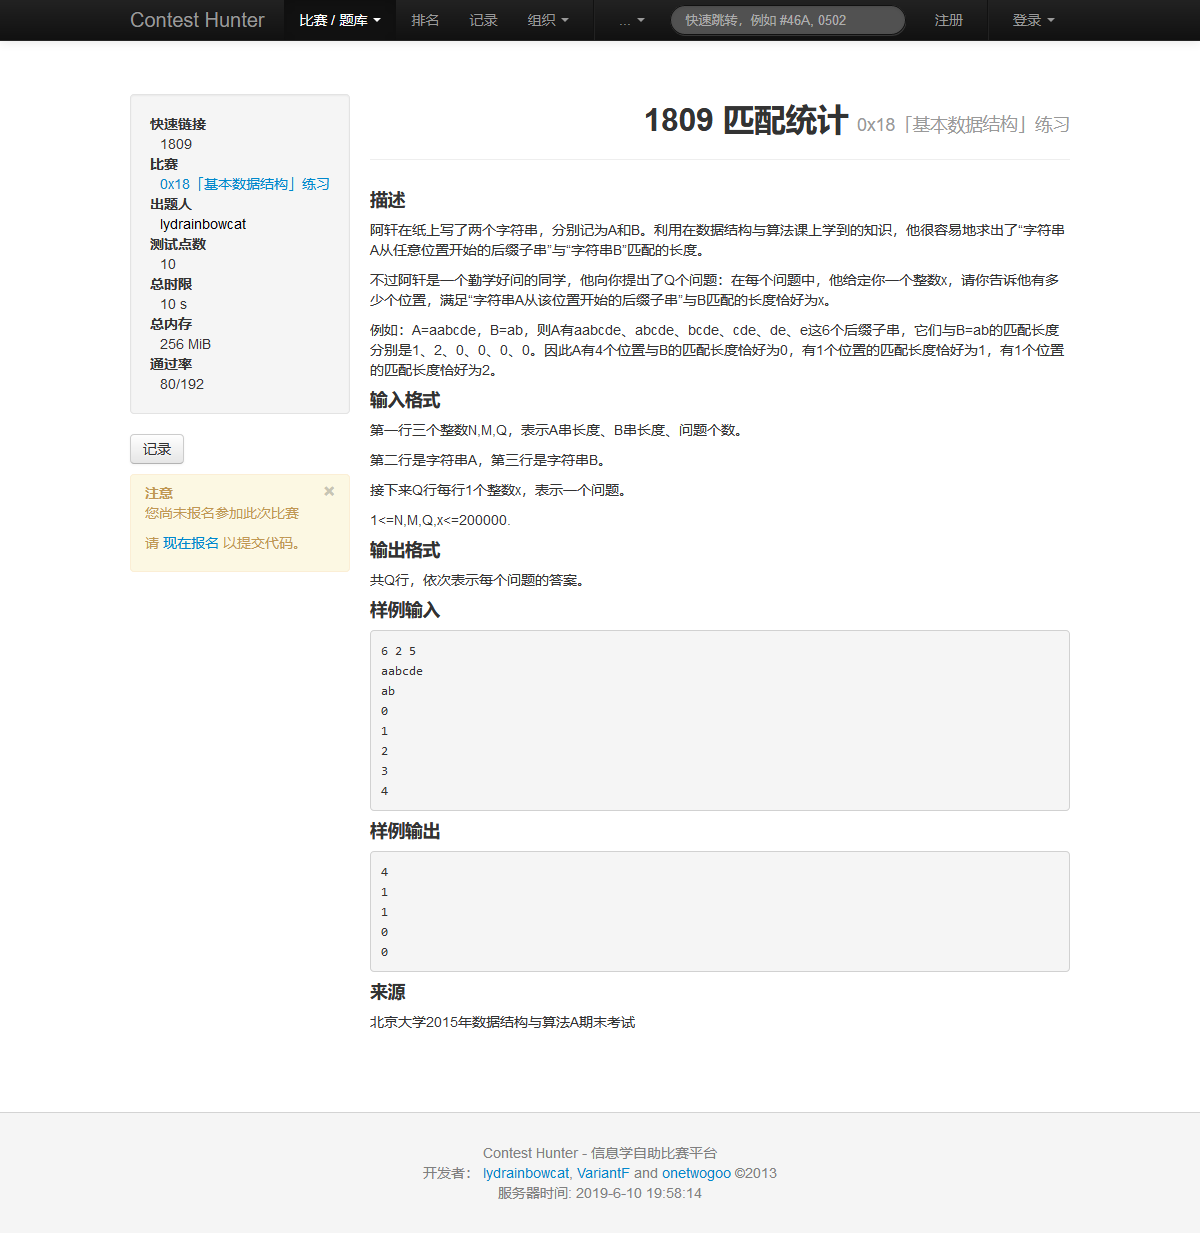 Contest Hunter 比赛 / 题库 排名 记录 组织 ... 快速跳转，例如 #46A, 0502 注册 登录
快速链接
1809
比赛
0x18「基本数据结构」练习
出题人
lydrainbowcat
测试点数
10
总时限
10 s
总内存
256 MiB
通过率
80/192
记录
注意 ×
您尚未报名参加此次比赛
请 现在报名 以提交代码。
1809 匹配统计 0x18「基本数据结构」练习
描述
阿轩在纸上写了两个字符串，分别记为A和B。利用在数据结构与算法课上学到的知识，他很容易地求出了“字符串
A从任意位置开始的后缀子串”与“字符串B”匹配的长度。
不过阿轩是一个勤学好问的同学，他向你提出了Q个问题：在每个问题中，他给定你一个整数x，请你告诉他有多
少个位置，满足“字符串A从该位置开始的后缀子串”与B匹配的长度恰好为x。
例如：A=aabcde，B=ab，则A有aabcde、abcde、bcde、cde、de、e这6个后缀子串，它们与B=ab的匹配长度
分别是1、2、0、0、0、0。因此A有4个位置与B的匹配长度恰好为0，有1个位置的匹配长度恰好为1，有1个位置
的匹配长度恰好为2。
输入格式
第一行三个整数N,M,Q，表示A串长度、B串长度、问题个数。
第二行是字符串A，第三行是字符串B。
接下来Q行每行1个整数x，表示一个问题。
1<=N,M,Q,x<=200000.
输出格式
共Q行，依次表示每个问题的答案。
样例输入
6 2 5
aabcde
ab
0
1
2
3
4
样例输出
4
1
1
0
0
来源
北京大学2015年数据结构与算法A期末考试
Contest Hunter - 信息学自助比赛平台
开发者： lydrainbowcat, VariantF and onetwogoo ©2013
服务器时间: 2019-6-10 19:58:14